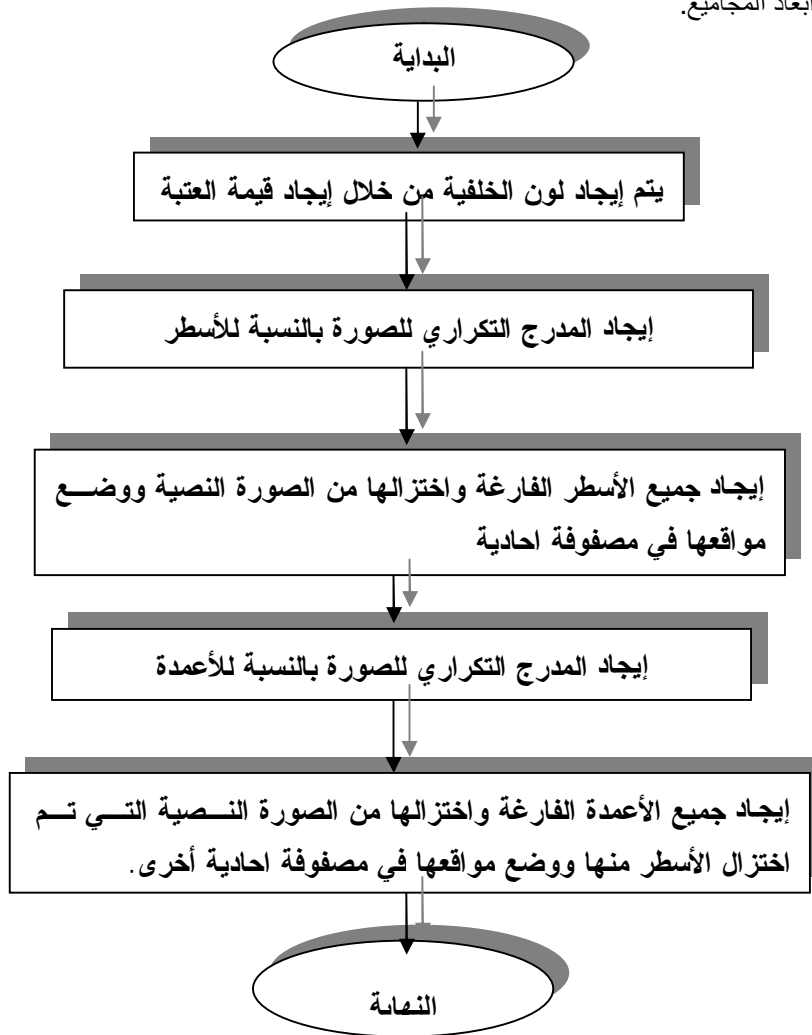 ابعاد المجاميع.
البداية
يتم إيجاد لون الخلفية من خلال إيجاد قيمة العتبة
إيجاد المدرج التكراري للصورة بالنسبة للأسطر
إيجاد جميع الأسطر الفارغة واختزالها من الصورة النصية ووضع
مواقعها في مصفوفة احادية
إيجاد المدرج التكراري للصورة بالنسبة للأعمدة
إيجاد جميع الأعمدة الفارغة واختزالها من الصورة النصية التي تم
اختزال الأسطر منها ووضع مواقعها في مصفوفة احادية أخرى.
النهاية